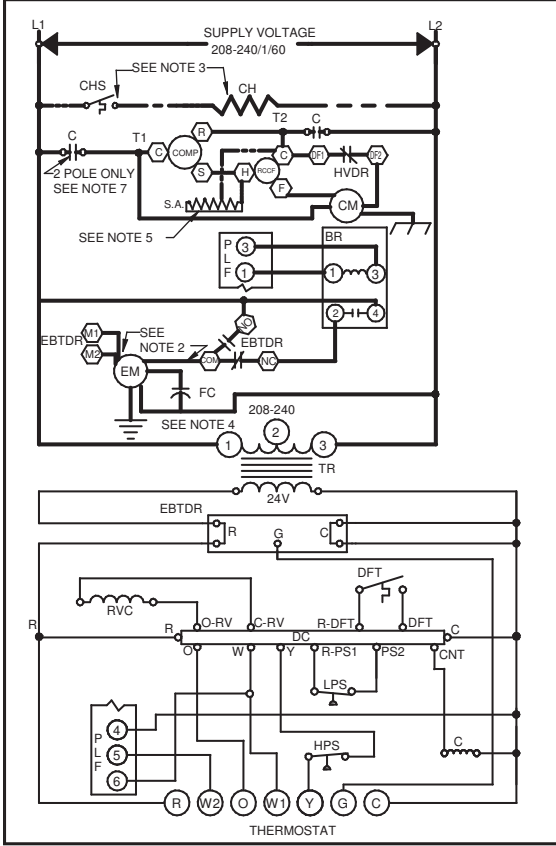 L1 L2
SUPPLY VOLTAGE
208-240/1/60
SEE NOTE 3
CHS CH
T2 C
C T1 R
C COMP C DF1 DF2
HVDR
2 POLE ONLY
SEE NOTE 7
S H RCCF
F
S.A. CM
SEE NOTE 5
P
L
F
3
1
BR
1 3
2 4
NO
M1
EBTDR
M2
SEE
NOTE 2
EBTDR
COM NC
EM
FC
SEE NOTE 4
208-240
1 2 3
TR
24V
EBTDR
R G C
DFT
RVC
O-RV C-RV R-DFT DFT
R R DC C
O W Y R-PS1 PS2 CNT
LPS
P
L
F
4
5
6
HPS C
R W2 O W1 Y G C
THERMOSTAT